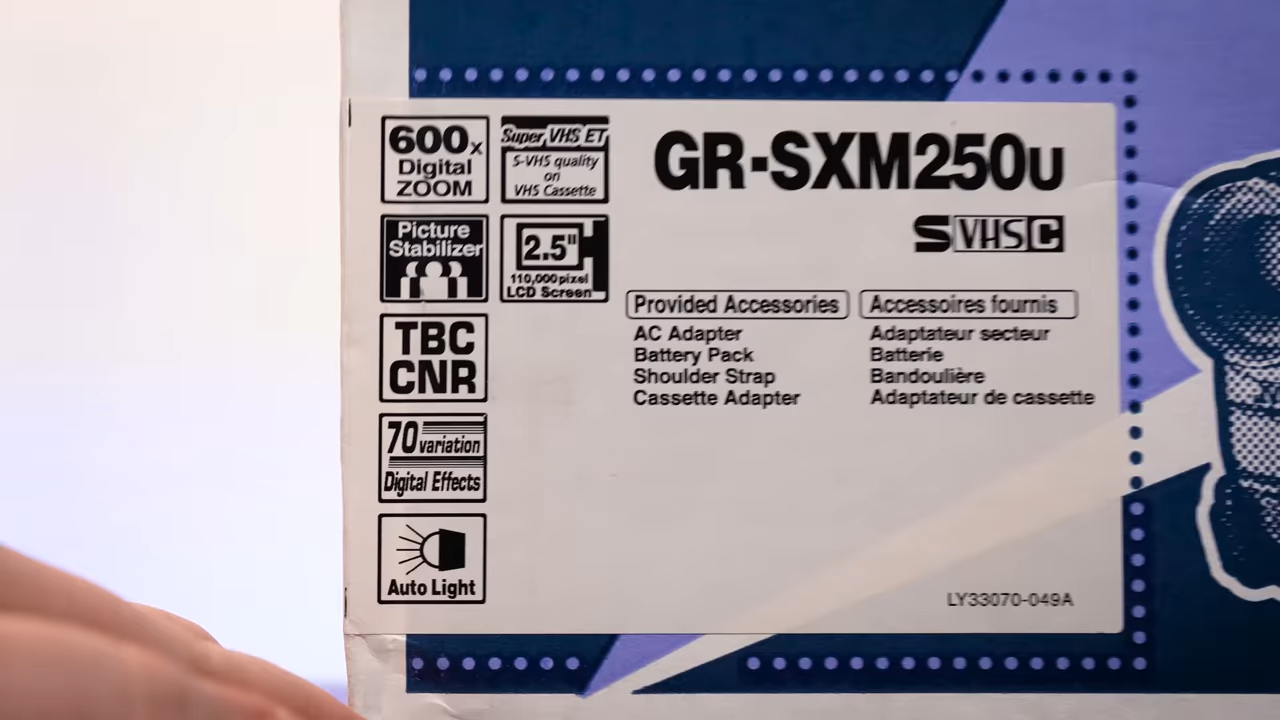 600x
Digital
ZOOM
Super VHS ET
S-VHS quality
on
VHS Cassette
Picture
Stabilizer
2.5"
110,000pixel
LCD Screen
TBC
CNR
70 variation
Digital Effects
Auto Light
GR-SXM250U
S VHS C
Provided Accessories
AC Adapter
Battery Pack
Shoulder Strap
Cassette Adapter
Accessoires fournis
Adaptateur secteur
Batterie
Bandoulière
Adaptateur de cassette
LY33070-049A